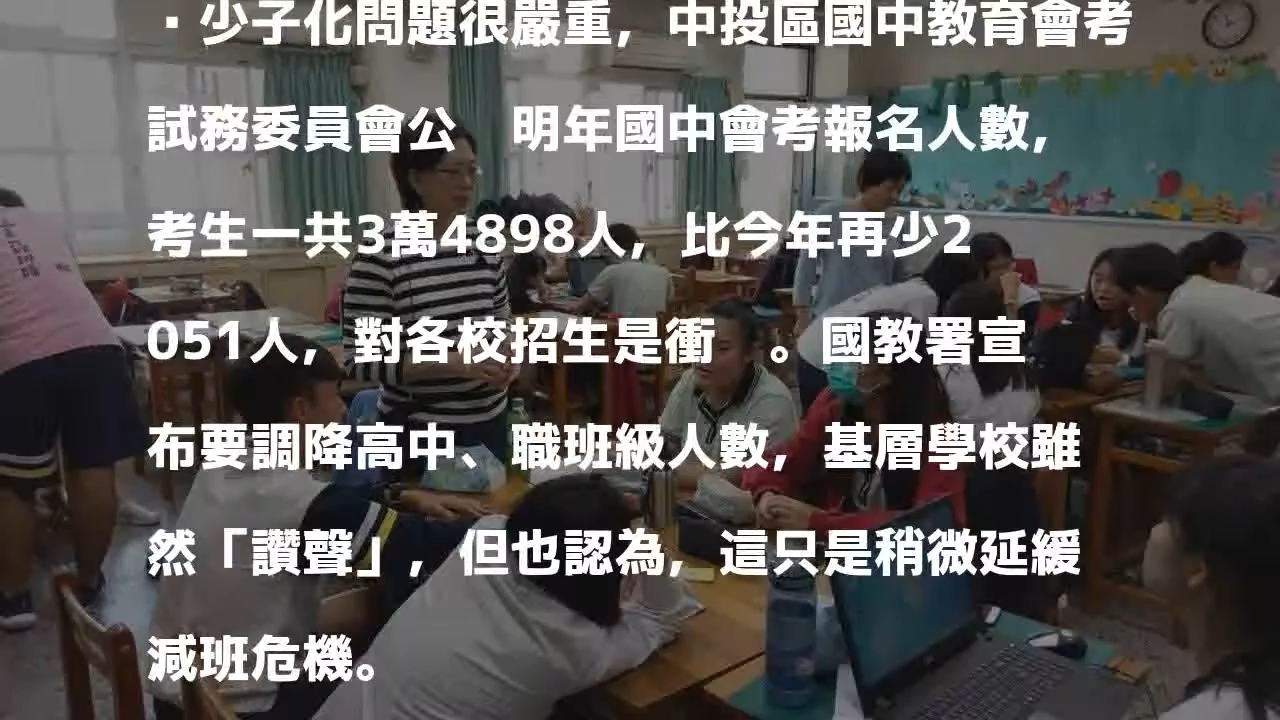 ·少子化問題很嚴重，中投區國中教育會考
試務委員會公　明年國中會考報名人數，
考生一共3萬4898人，比今年再少2
051人，對各校招生是衝　。國教署宣
布要調降高中、職班級人數，基層學校雖
然「讚聲」，但也認為，這只是稍微延緩
減班危機。